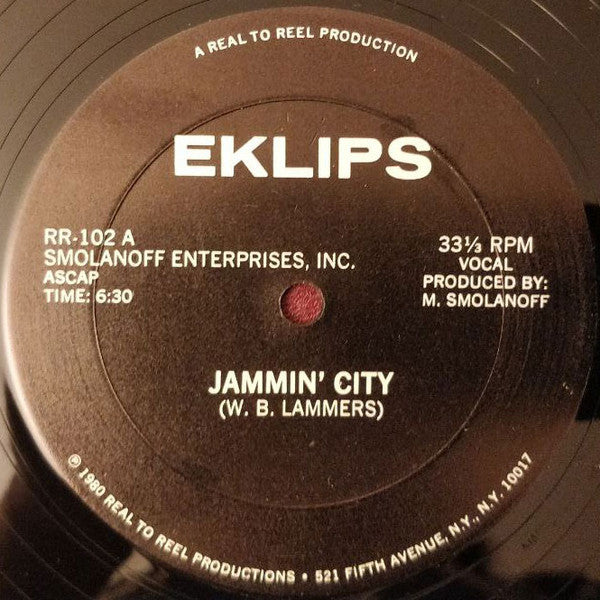 A REAL TO REEL PRODUCTION
EKLIPS
RR-102 A
SMOLANOFF ENTERPRISES, INC.
ASCAP
TIME: 6:30
33⅓ RPM
VOCAL
PRODUCED BY:
M. SMOLANOFF
JAMMIN' CITY
(W. B. LAMMERS)
℗ 1980 REAL TO REEL PRODUCTIONS • 521 FIFTH AVENUE, N.Y., N.Y. 10017